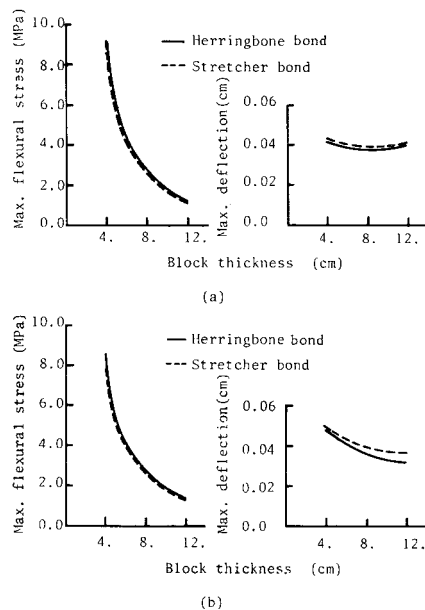 Max. flexural stress (MPa)
10.0
8.0
6.0
4.0
2.0
0.0
4. 8. 12.
Herringbone bond
Stretcher bond
Max. deflection(cm)
0.06
0.04
0.02
0.0
4. 8. 12.
Block thickness (cm)
(a)
Max. flexural stress (MPa)
10.0
8.0
6.0
4.0
2.0
0.0
4. 8. 12.
Herringbone bond
Stretcher bond
Max. deflection(cm)
0.06
0.04
0.02
0.0
4. 8. 12.
Block thickness (cm)
(b)